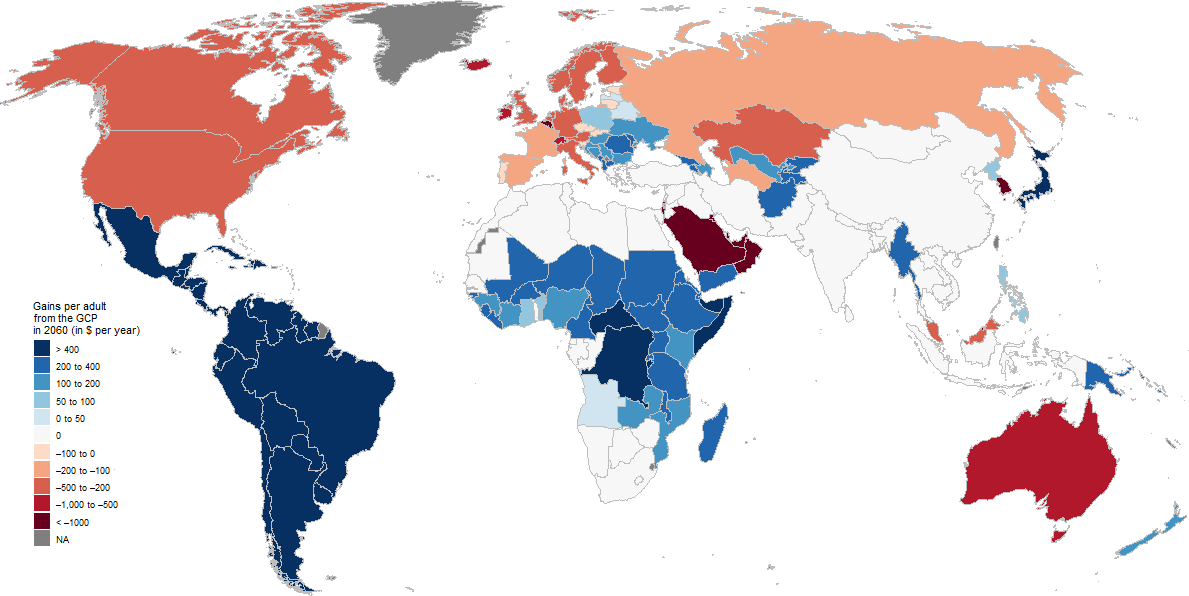 Gains per adult
from the GCP
in 2060 (in $ per year)
> 400
200 to 400
100 to 200
50 to 100
0 to 50
0
–100 to 0
–200 to –100
–500 to –200
–1,000 to –500
< –1000
NA